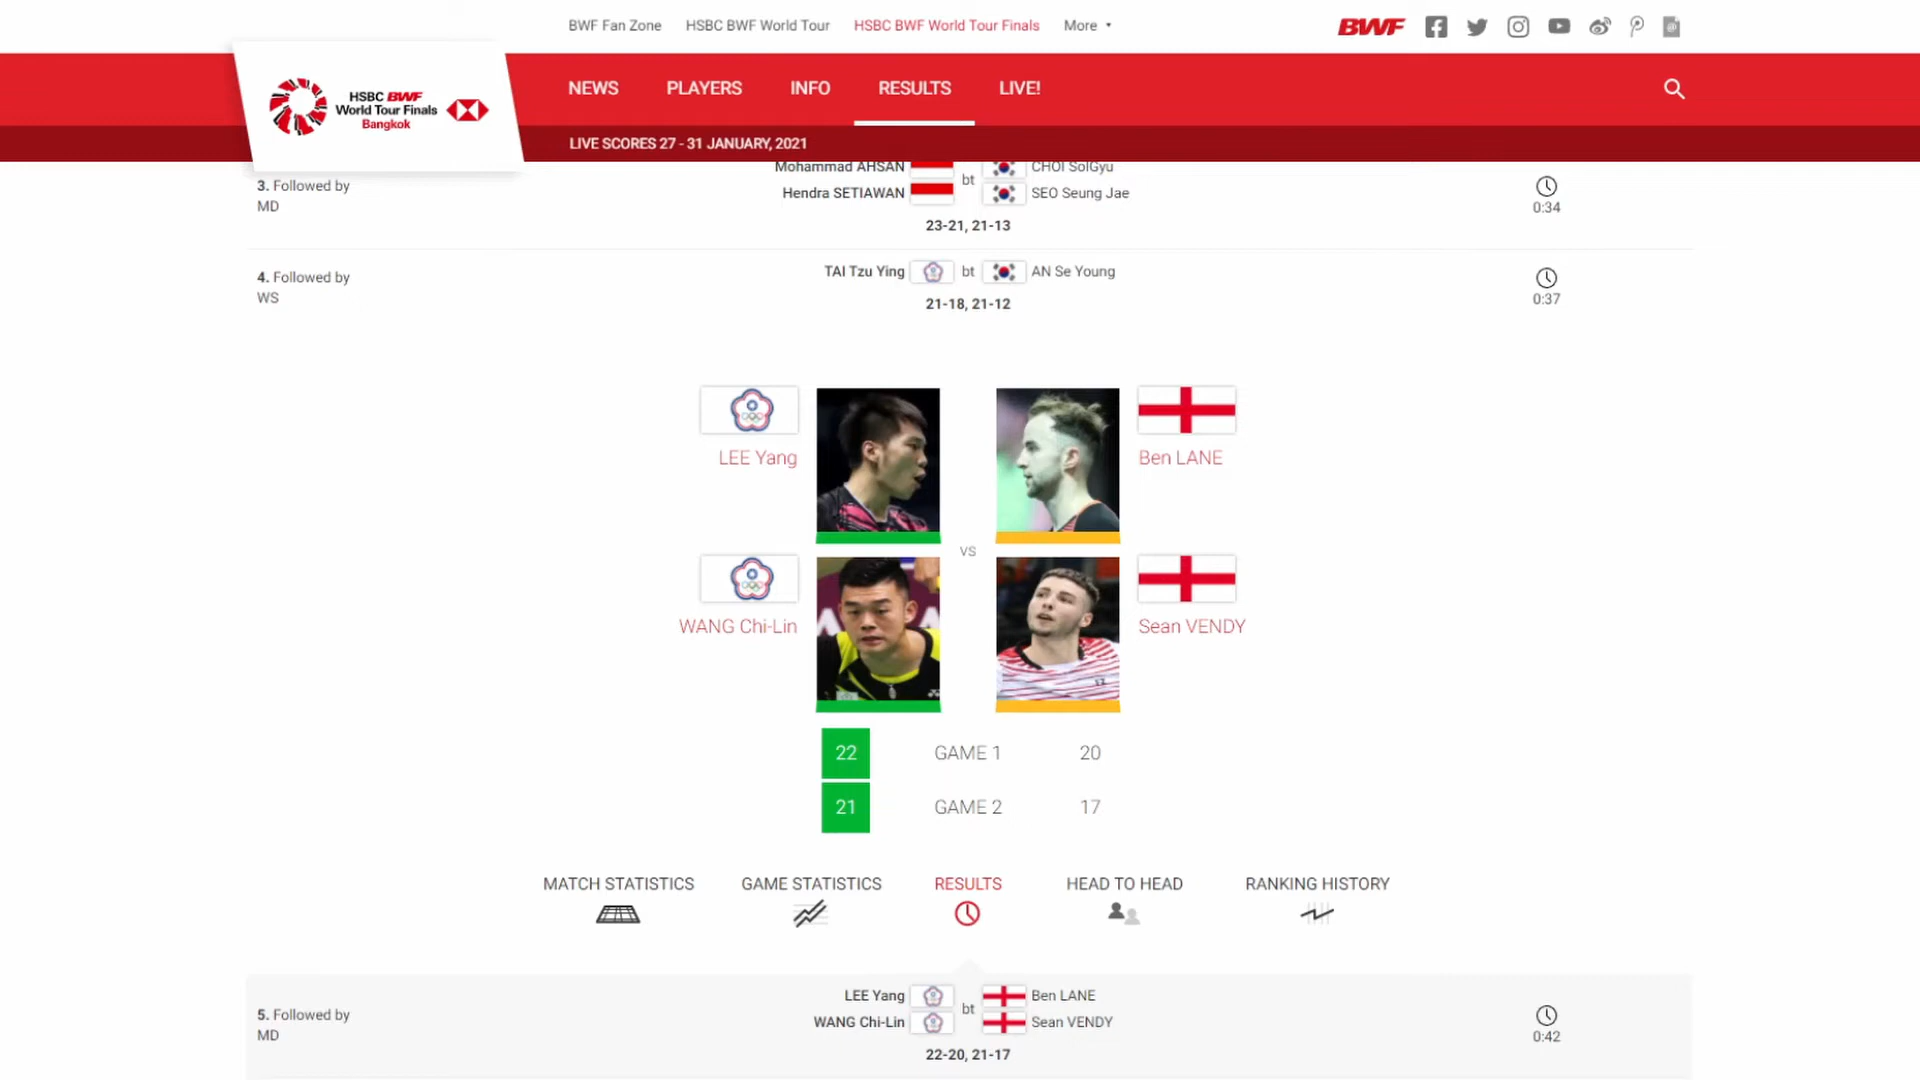 BWF Fan Zone HSBC BWF World Tour HSBC BWF World Tour Finals More
BWF
HSBC BWF
World Tour Finals
Bangkok
NEWS PLAYERS INFO RESULTS LIVE!
LIVE SCORES 27 - 31 JANUARY, 2021
3. Followed by
MD
Mohammad AHSAN bt CHOI SolGyu
Hendra SETIAWAN SEO Seung Jae
23-21, 21-13
0:34
4. Followed by
WS
TAI Tzu Ying bt AN Se Young
21-18, 21-12
0:37
LEE Yang Ben LANE
VS
WANG Chi-Lin Sean VENDY
22 GAME 1 20
21 GAME 2 17
MATCH STATISTICS GAME STATISTICS RESULTS HEAD TO HEAD RANKING HISTORY
5. Followed by
MD
LEE Yang bt Ben LANE
WANG Chi-Lin Sean VENDY
22-20, 21-17
0:42